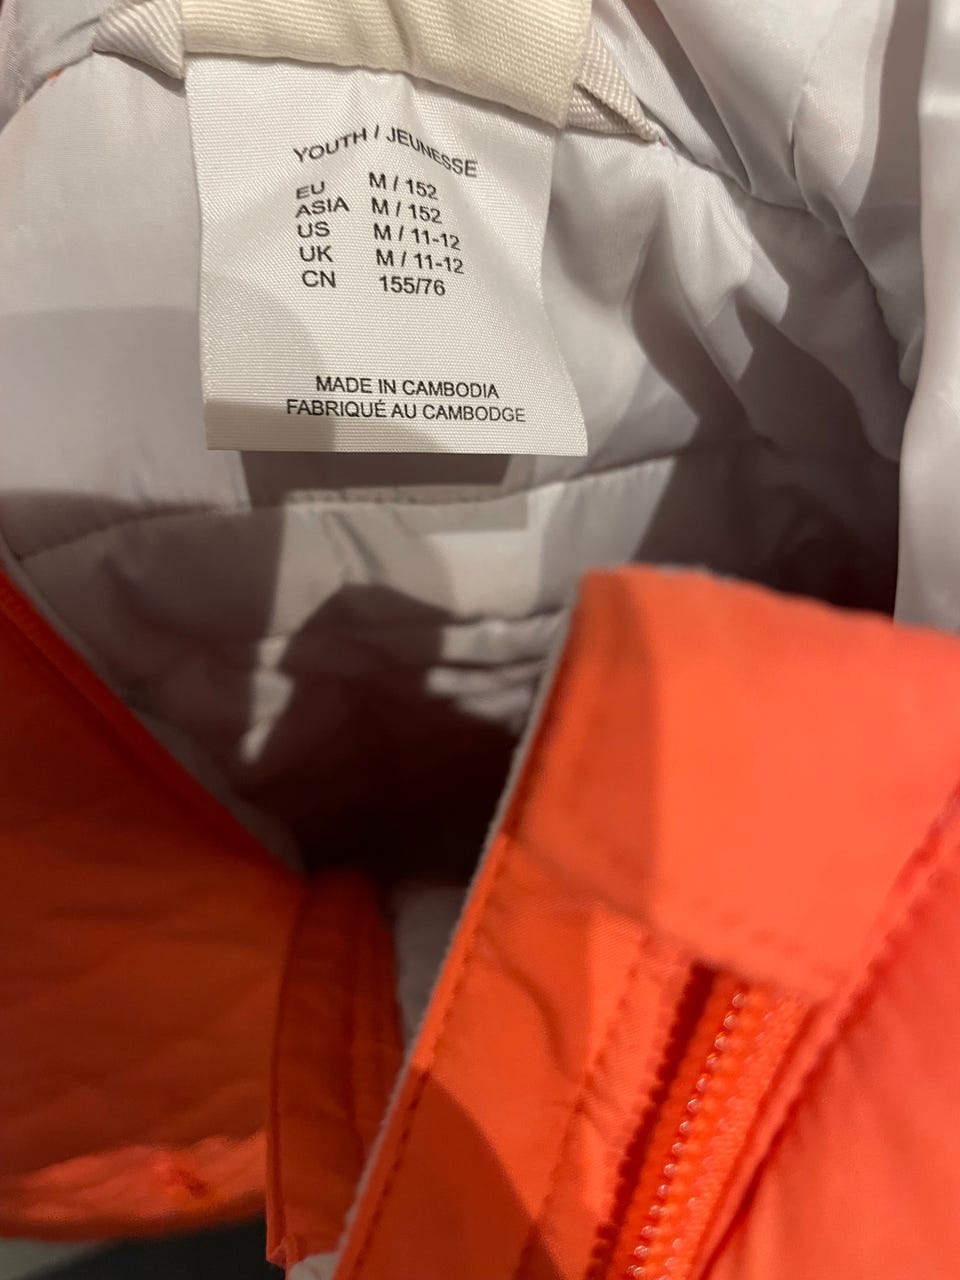 YOUTH / JEUNESSE
EU M / 152
ASIA M / 152
US M / 11-12
UK M / 11-12
CN 155/76
MADE IN CAMBODIA
FABRIQUÉ AU CAMBODGE